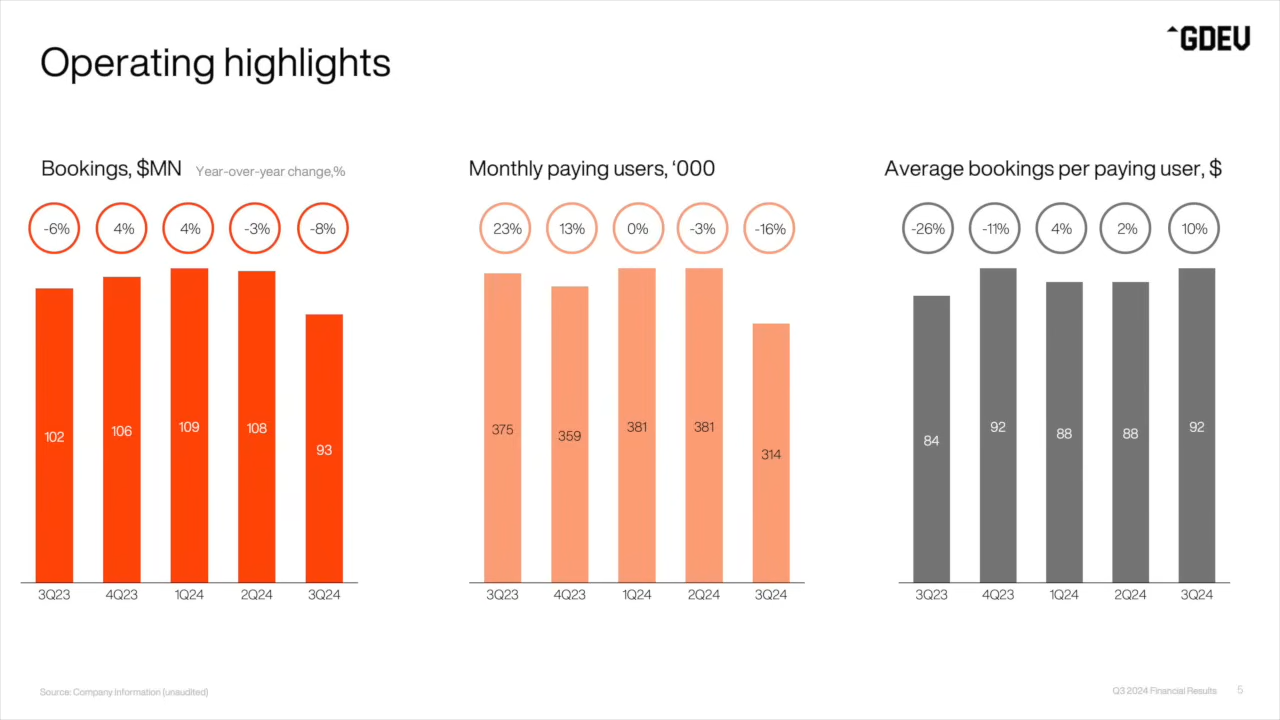 GDEV
Operating highlights
Bookings, $MN Year-over-year change,%
-6% 4% 4% -3% -8%
102 106 109 108 93
3Q23 4Q23 1Q24 2Q24 3Q24
Monthly paying users, ‘000
23% 13% 0% -3% -16%
375 359 381 381 314
3Q23 4Q23 1Q24 2Q24 3Q24
Average bookings per paying user, $
-26% -11% 4% 2% 10%
84 92 88 88 92
3Q23 4Q23 1Q24 2Q24 3Q24
Source: Company information (unaudited)
Q3 2024 Financial Results 5